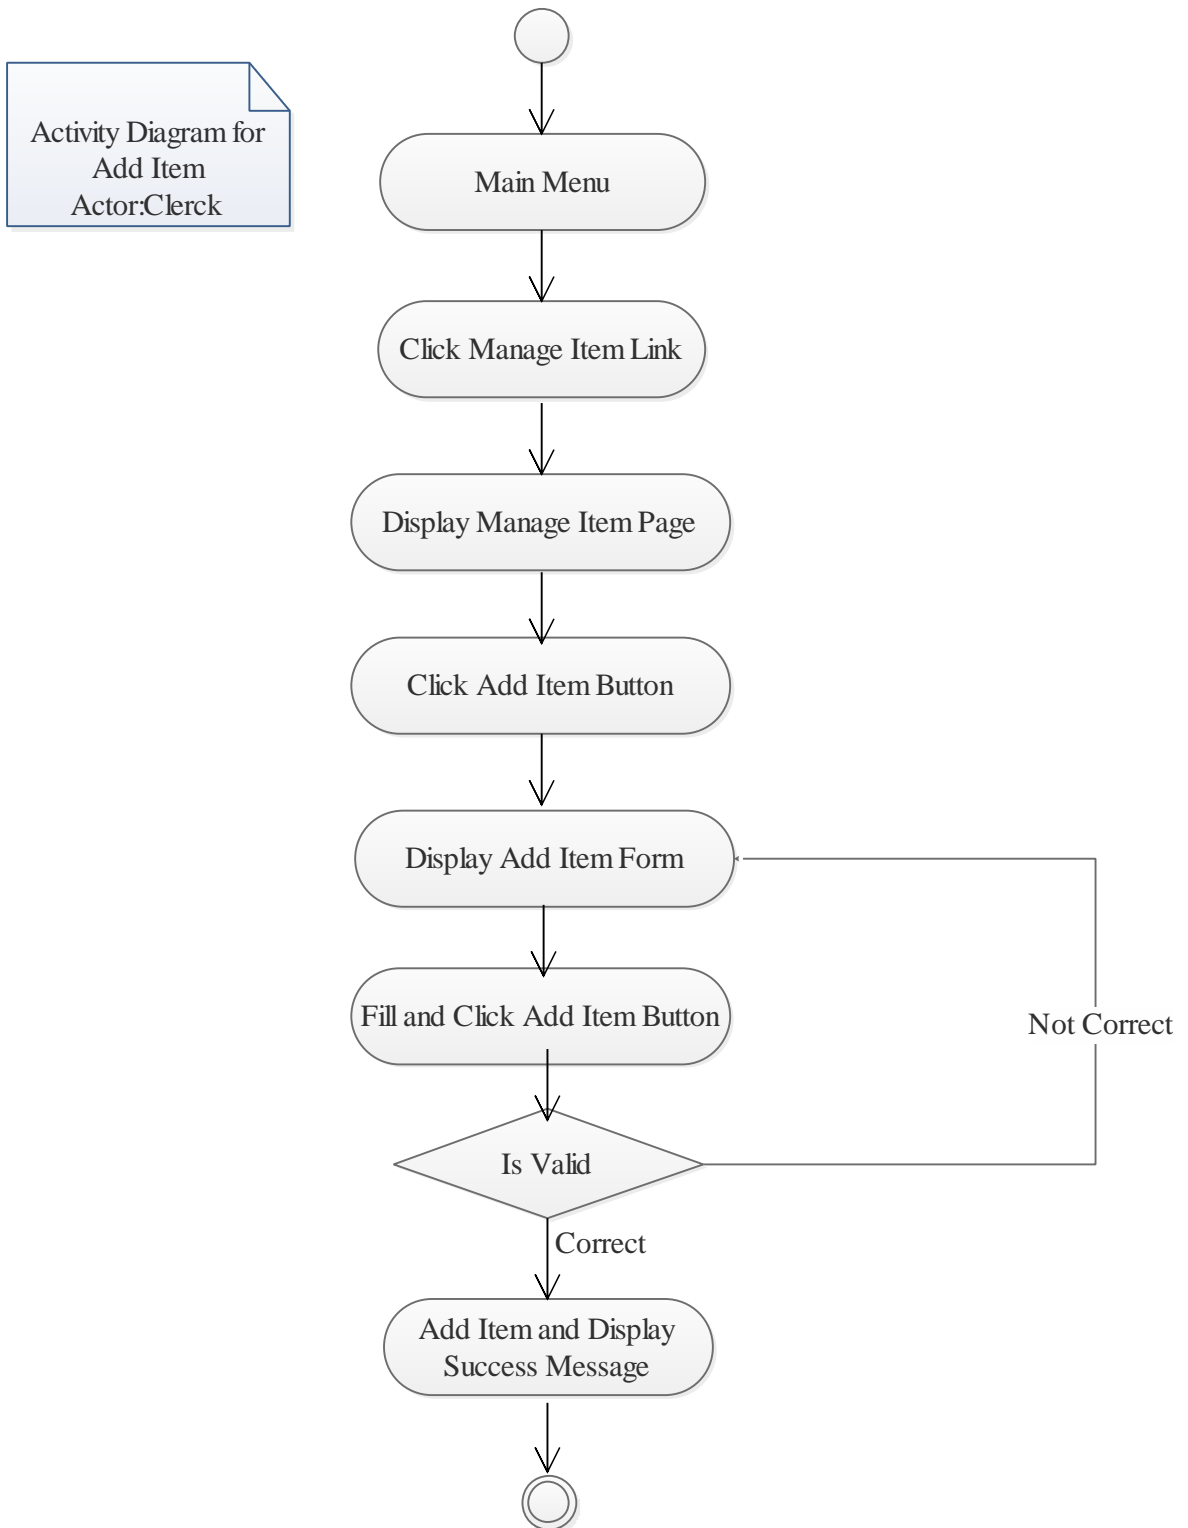 Activity Diagram for
Add Item
Actor:Clerck
Main Menu
Click Manage Item Link
Display Manage Item Page
Click Add Item Button
Display Add Item Form
Fill and Click Add Item Button
Not Correct
Is Valid
Correct
Add Item and Display
Success Message